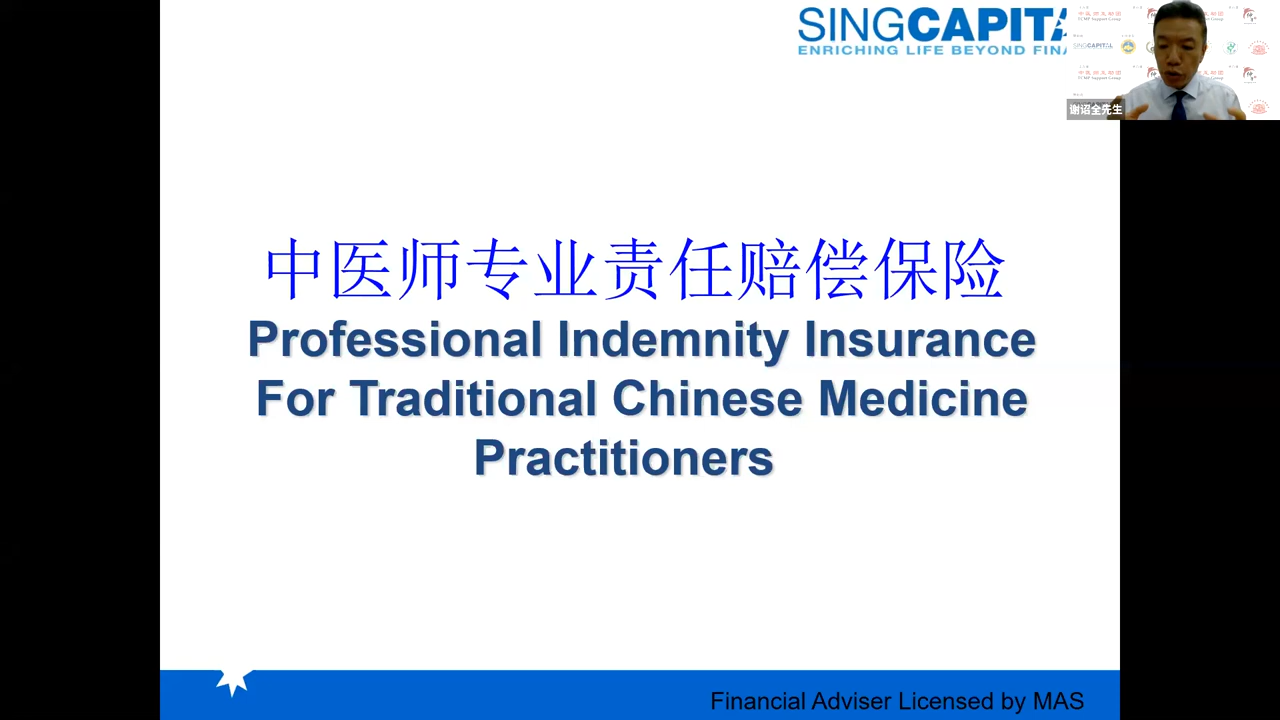 SINGCAPITA
ENRICHING LIFE BEYOND FINA
谢诏全先生
中医师专业责任赔偿保险
Professional Indemnity Insurance
For Traditional Chinese Medicine
Practitioners
Financial Adviser Licensed by MAS